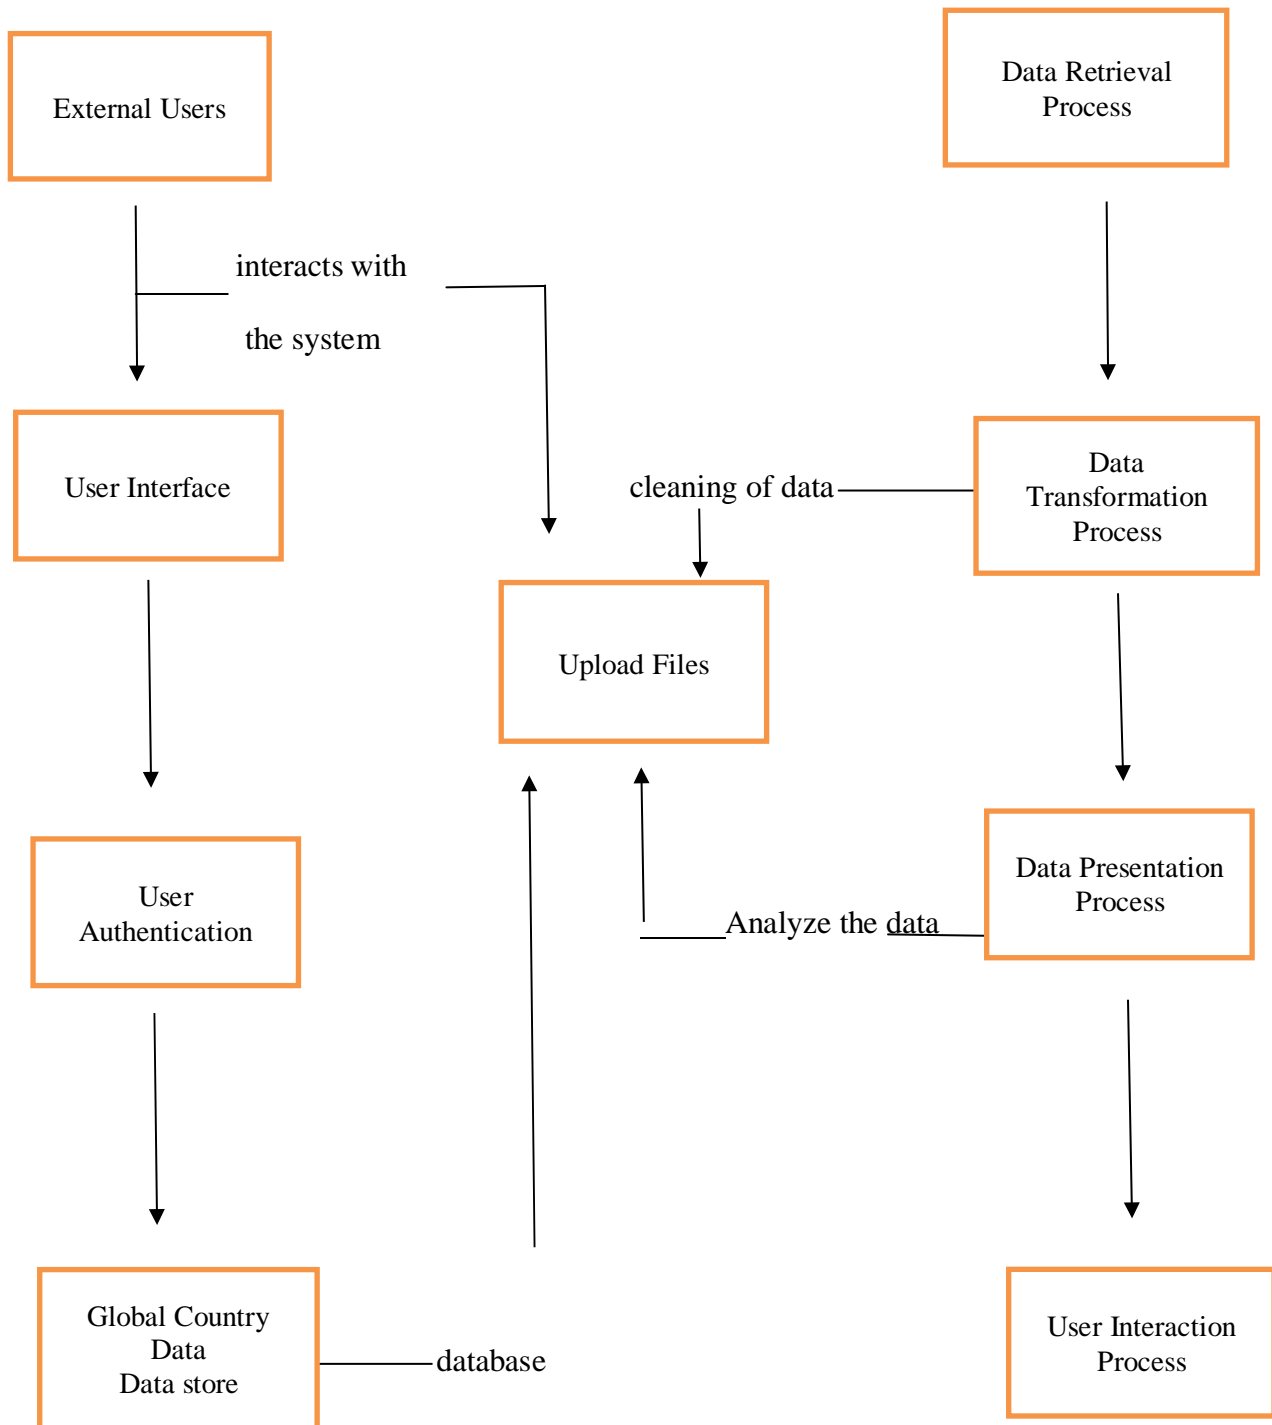 External Users
Data Retrieval
Process
interacts with
the system
User Interface
cleaning of data
Data
Transformation
Process
Upload Files
User
Authentication
Data Presentation
Process
Analyze the data
Global Country
Data
Data store
database
User Interaction
Process